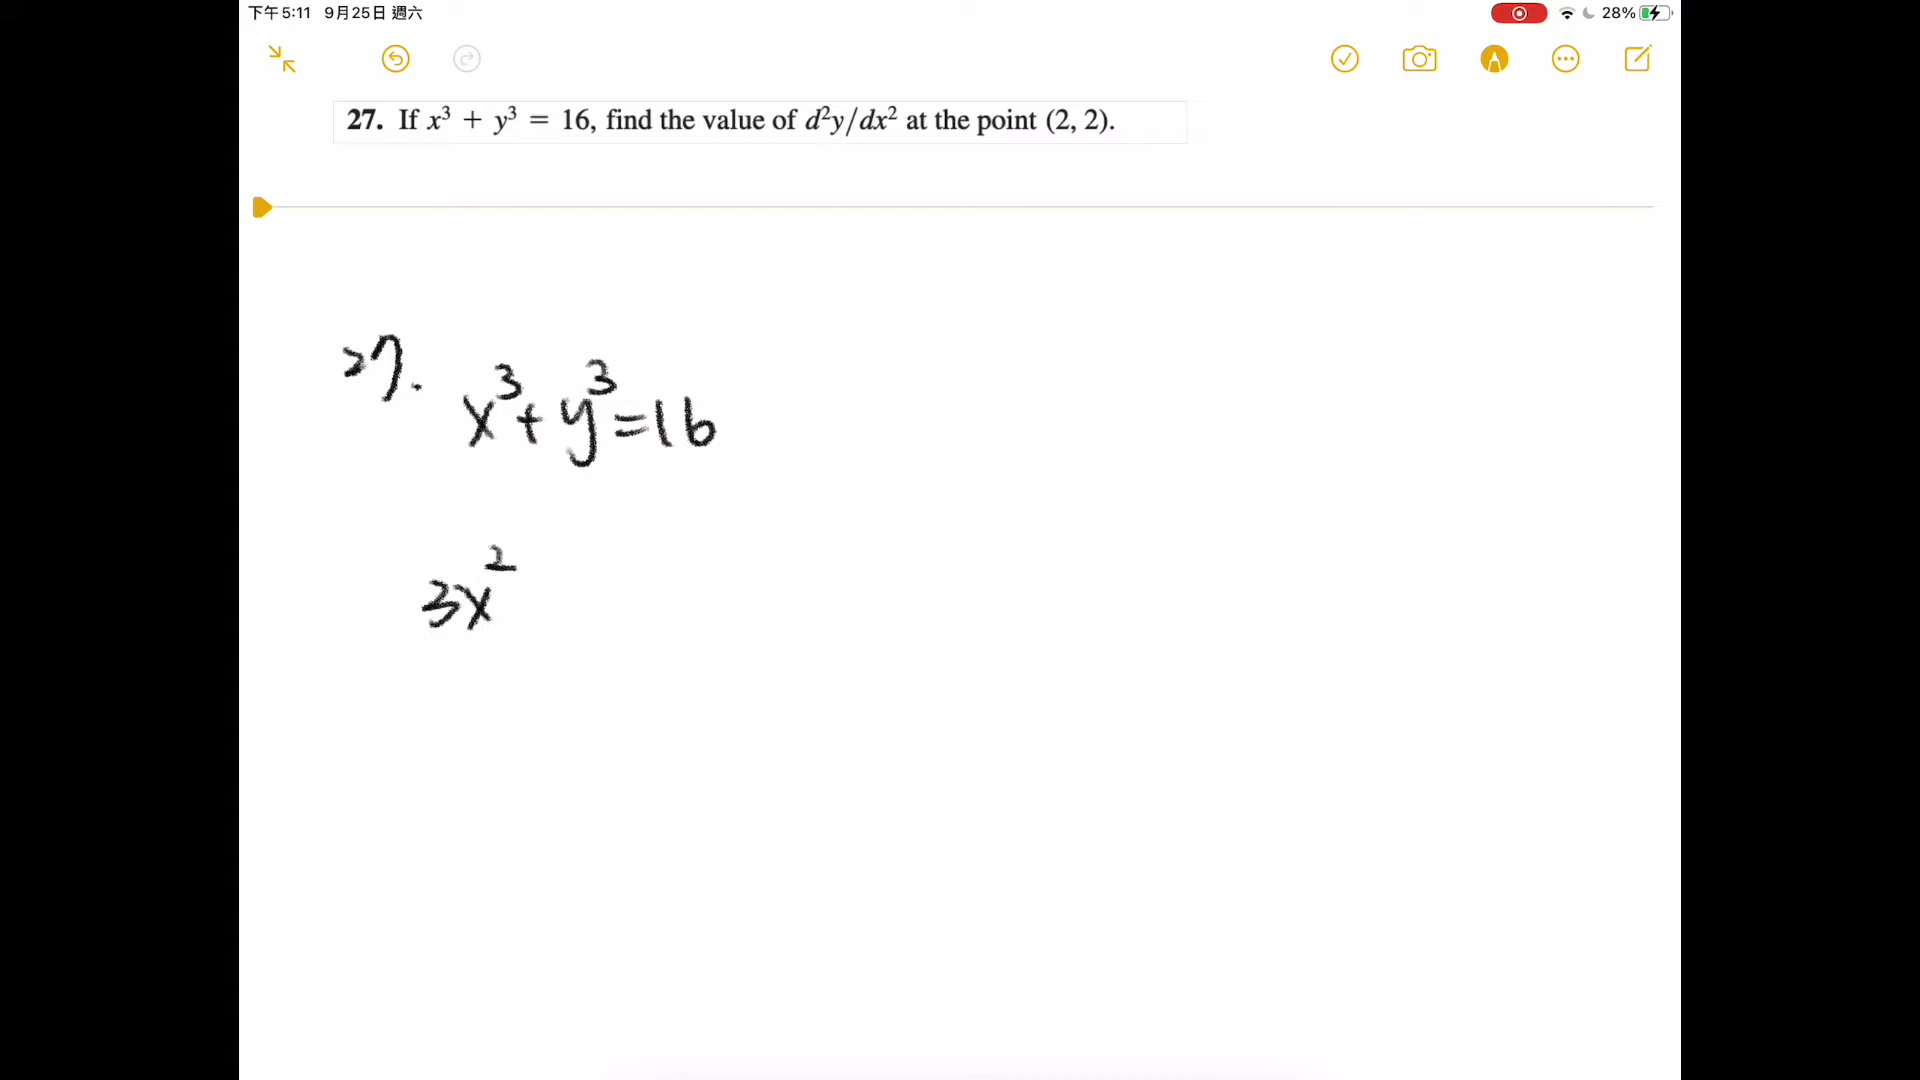 下午5:11 9月25日 週六 28%
27. If x³ + y³ = 16, find the value of d²y/dx² at the point (2, 2).
27. x³+y³=16
3x²